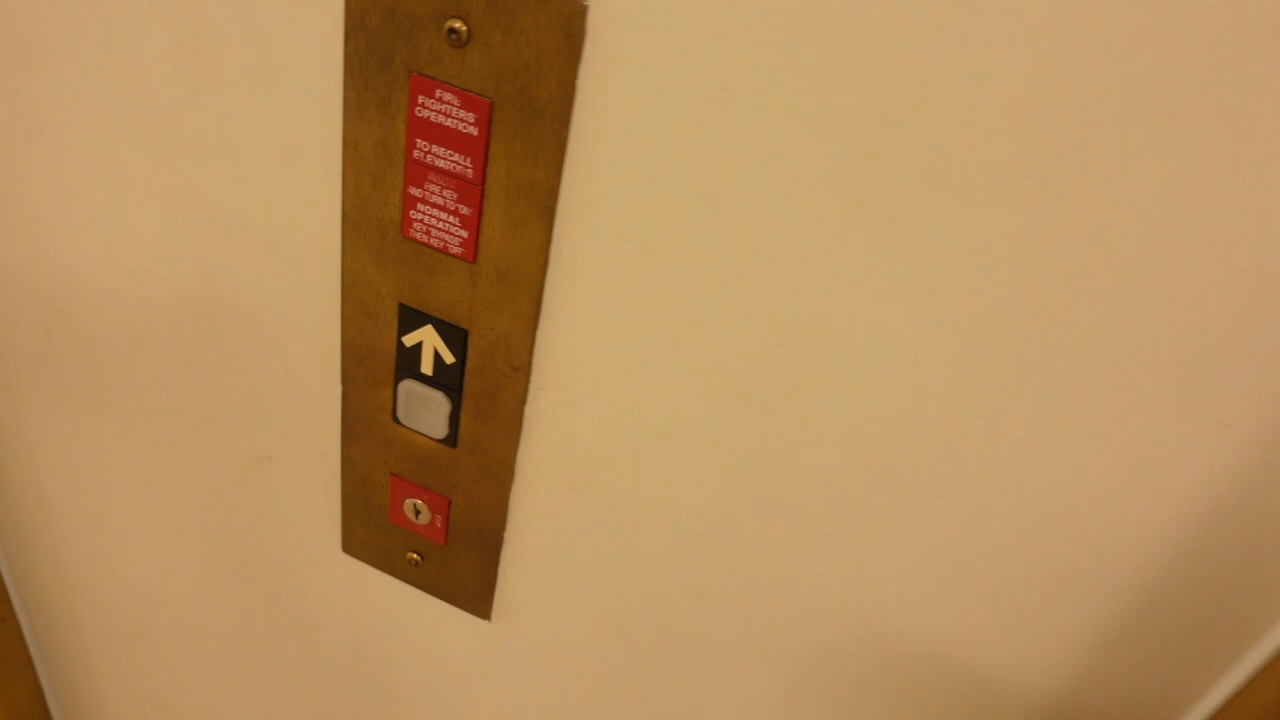 FIRE
FIGHTERS'
OPERATION
TO RECALL
ELEVATORS
INSERT
FIRE KEY
AND TURN TO "ON"
NORMAL
OPERATION
KEY "BYPASS"
THEN KEY "OFF"